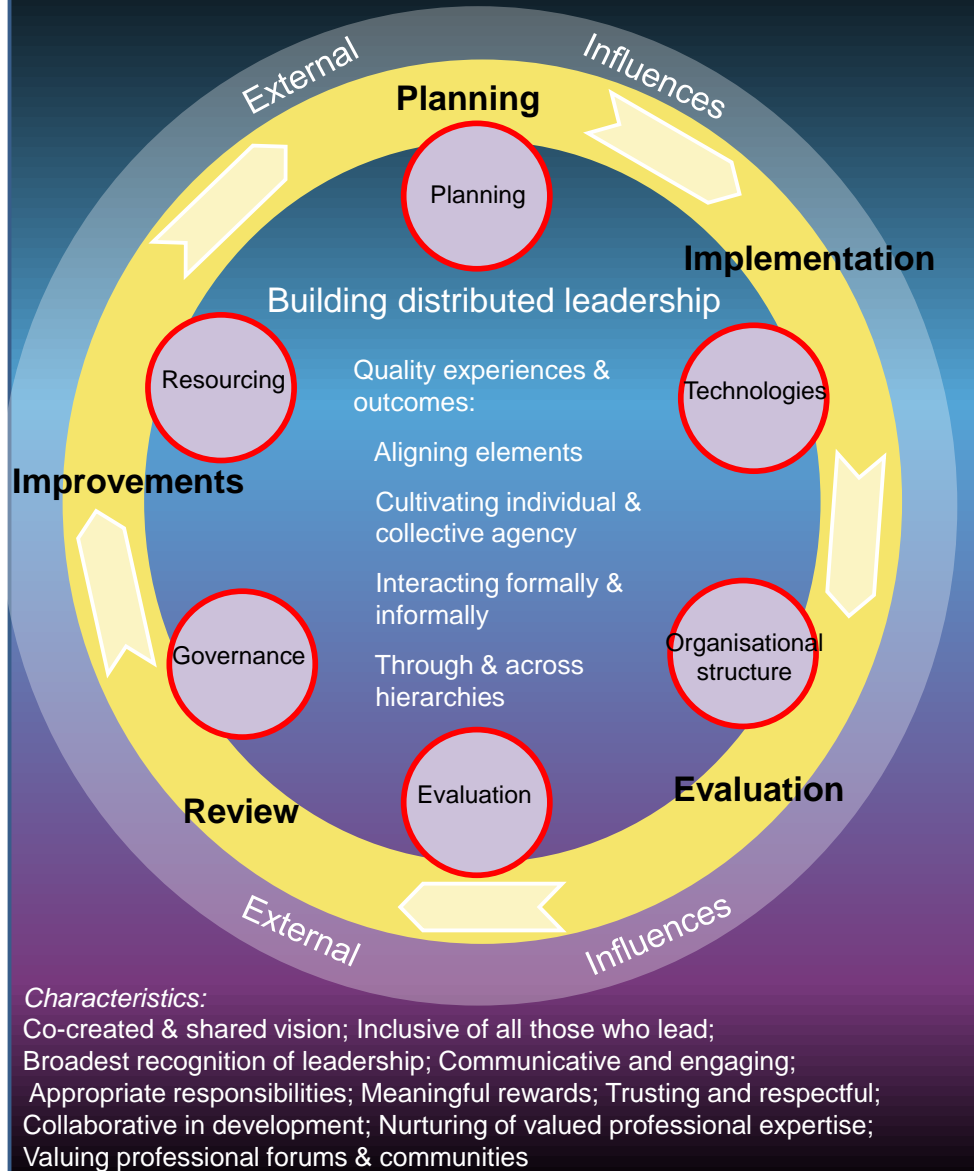 External Influences
Planning
Planning
Implementation
Building distributed leadership
Resourcing
Quality experiences &
outcomes:
Technologies
Aligning elements
Improvements
Cultivating individual &
collective agency
Interacting formally &
informally
Governance
Organisational
structure
Through & across
hierarchies
Evaluation
Evaluation
Review
External Influences
Characteristics:
Co-created & shared vision; Inclusive of all those who lead;
Broadest recognition of leadership; Communicative and engaging;
Appropriate responsibilities; Meaningful rewards; Trusting and respectful;
Collaborative in development; Nurturing of valued professional expertise;
Valuing professional forums & communities